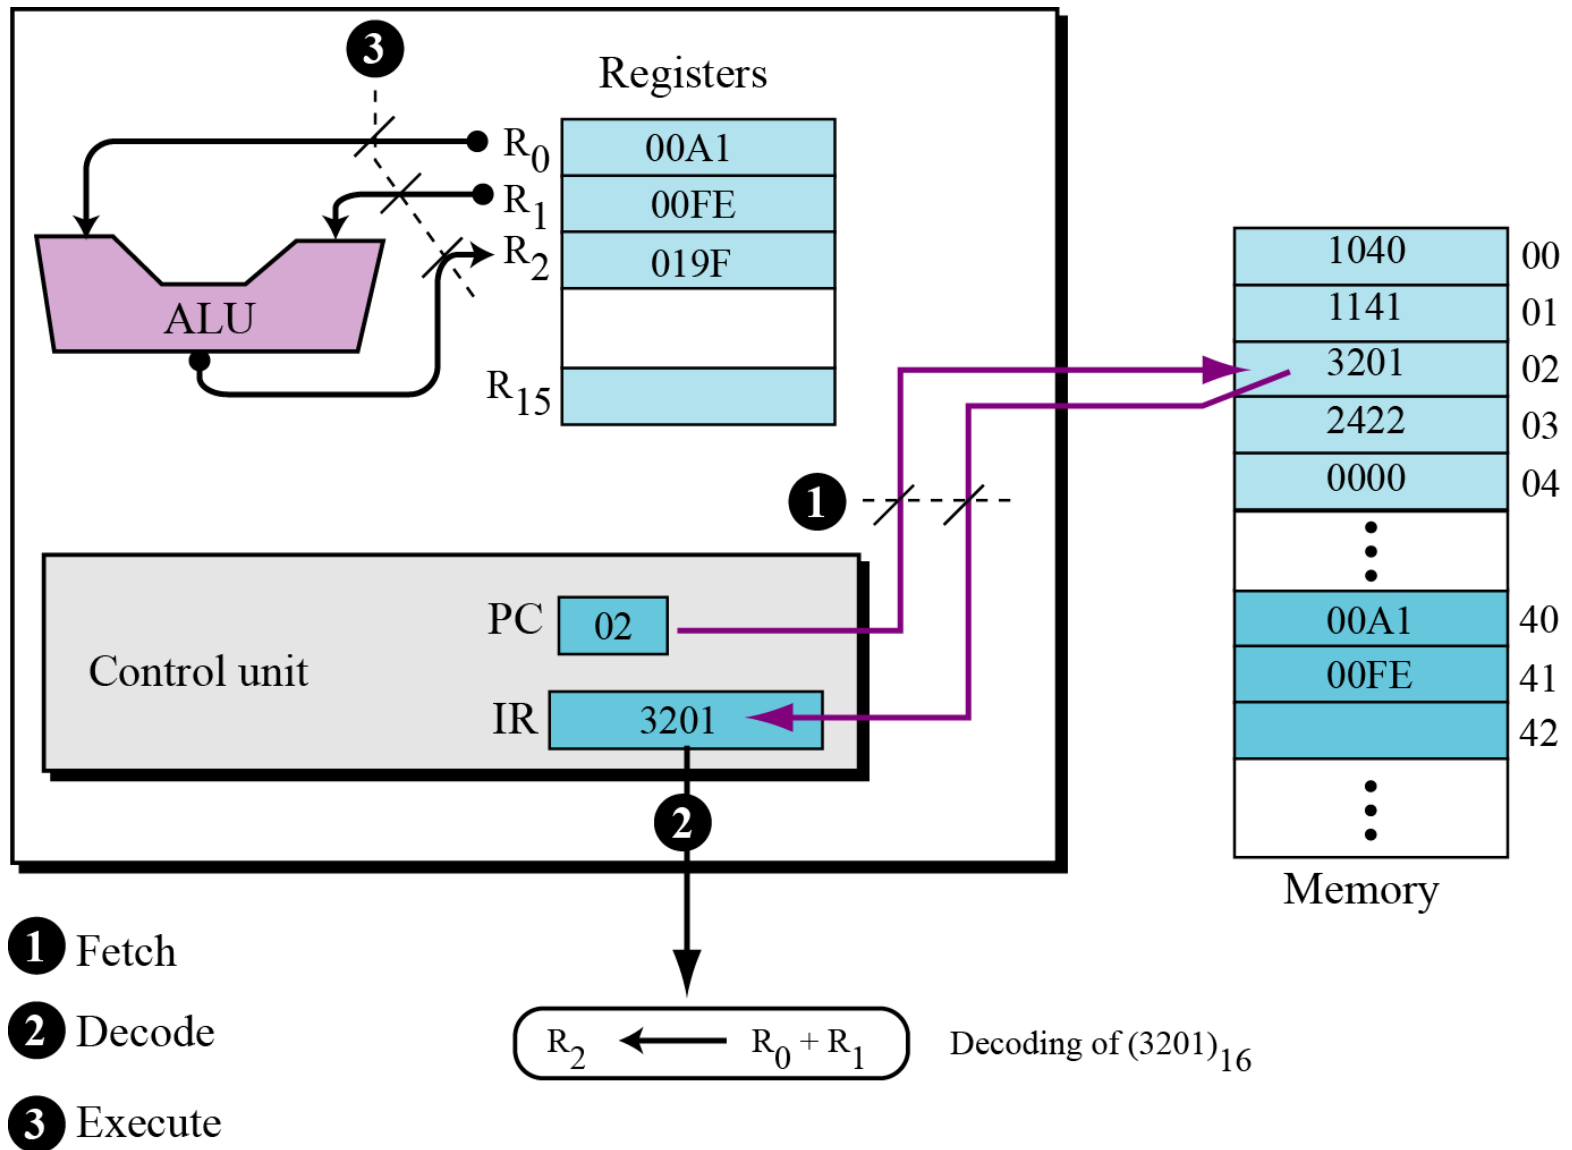 3
Registers
R0 00A1
R1 00FE
R2 019F
R15
ALU
1
Control unit
PC 02
IR 3201
2
1040 00
1141 01
3201 02
2422 03
0000 04
00A1 40
00FE 41
42
Memory
1 Fetch
2 Decode
3 Execute
R2 ← R0 + R1
Decoding of (3201)16